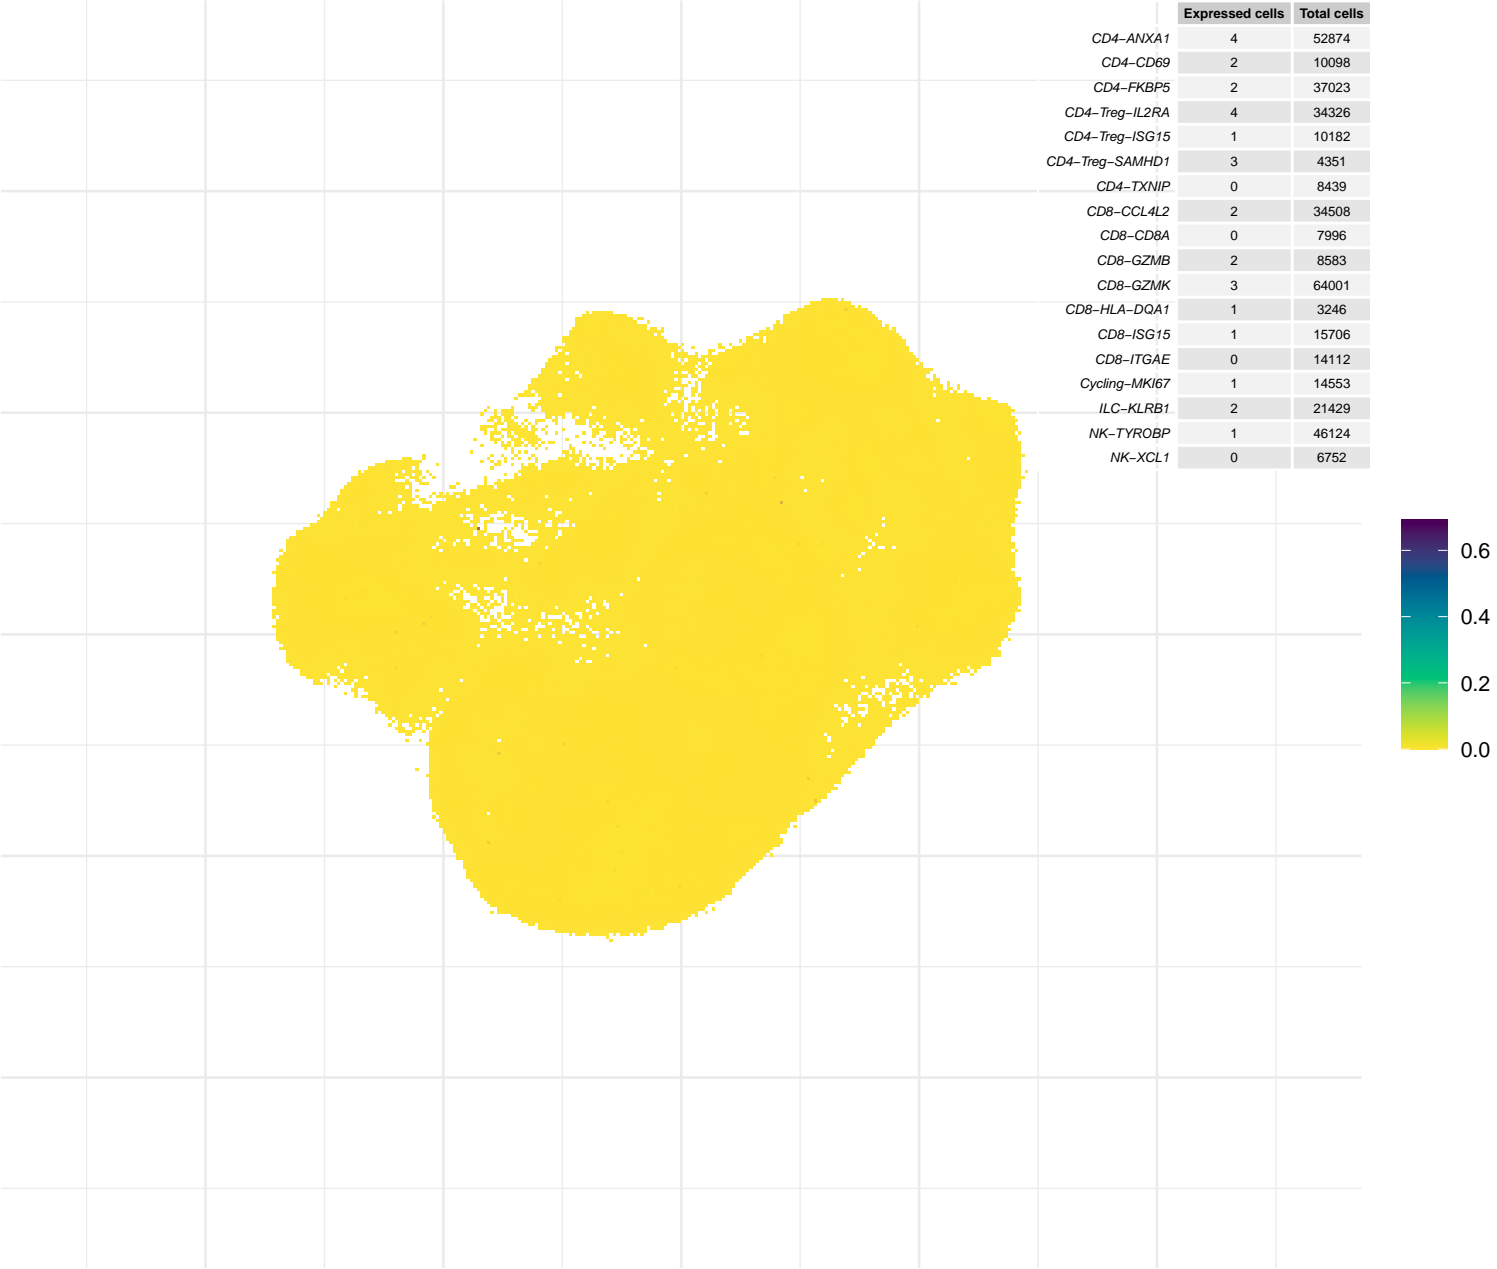 Expressed cells Total cells
CD4−ANXA1 4 52874
CD4−CD69 2 10098
CD4−FKBP5 2 37023
CD4−Treg−IL2RA 4 34326
CD4−Treg−ISG15 1 10182
CD4−Treg−SAMHD1 3 4351
CD4−TXNIP 0 8439
CD8−CCL4L2 2 34508
CD8−CD8A 0 7996
CD8−GZMB 2 8583
CD8−GZMK 3 64001
CD8−HLA−DQA1 1 3246
CD8−ISG15 1 15706
CD8−ITGAE 0 14112
Cycling−MKI67 1 14553
ILC−KLRB1 2 21429
NK−TYROBP 1 46124
NK−XCL1 0 6752
0.6
0.4
0.2
0.0